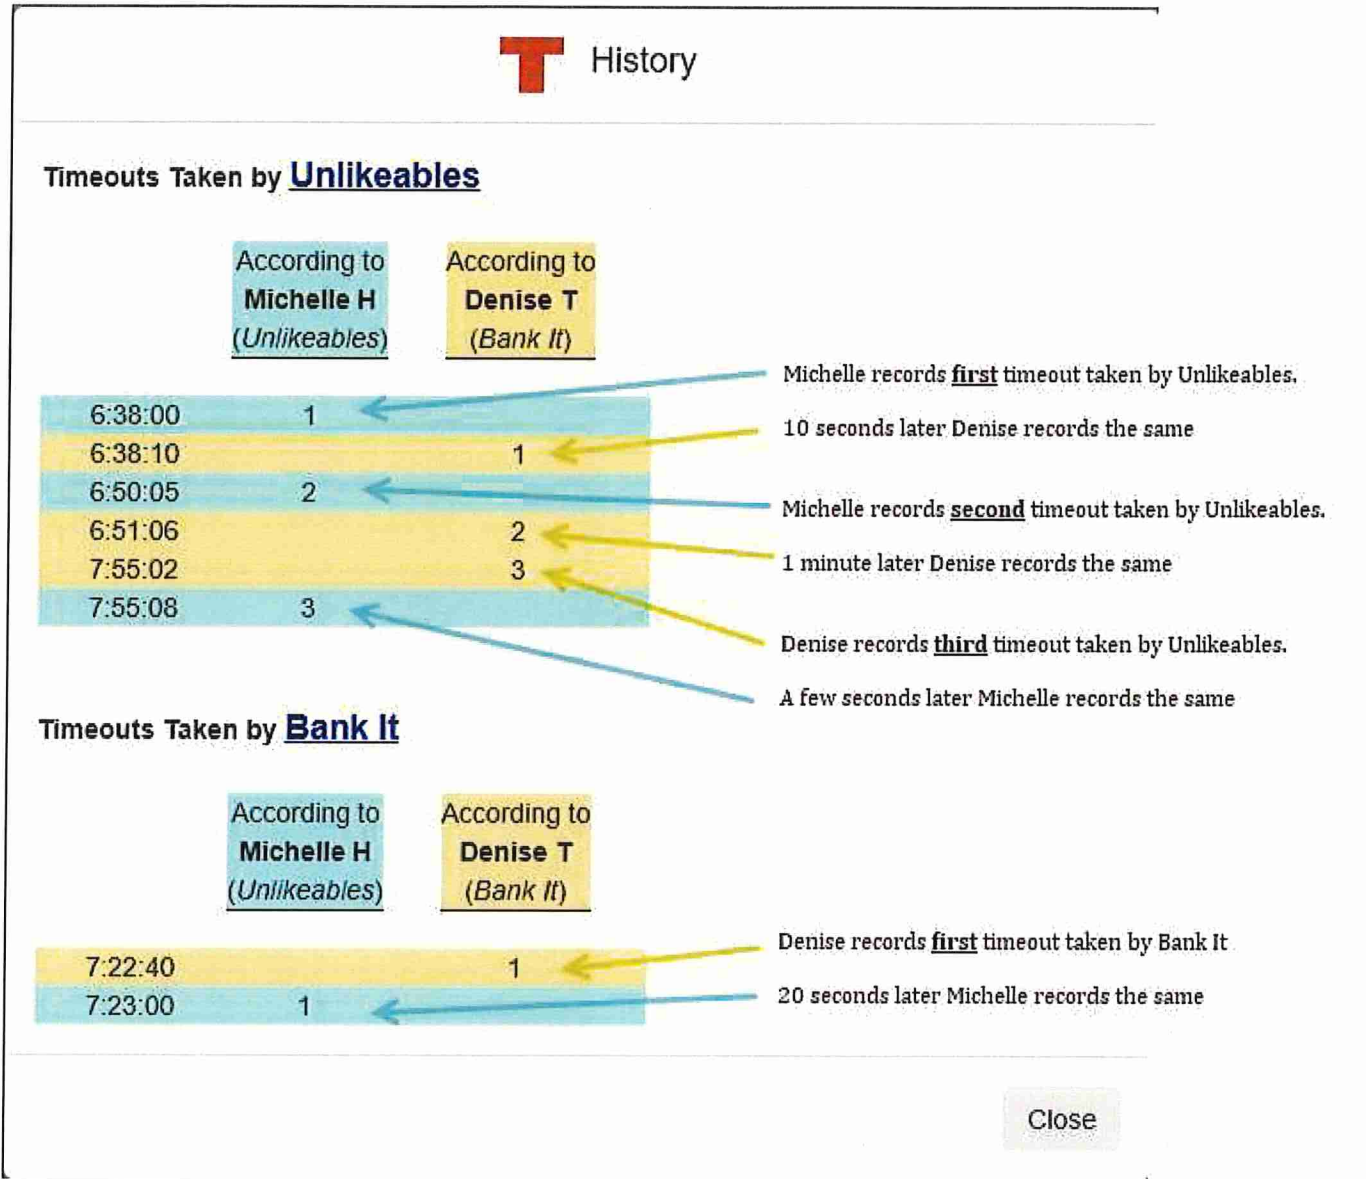 T History
Timeouts Taken by Unlikeables
According to
Michelle H
(Unlikeables)
According to
Denise T
(Bank It)
6:38:00 1
6:38:10 1
6:50:05 2
6:51:06 2
7:55:02 3
7:55:08 3
Michelle records first timeout taken by Unlikeables.
10 seconds later Denise records the same
Michelle records second timeout taken by Unlikeables.
1 minute later Denise records the same
Denise records third timeout taken by Unlikeables.
A few seconds later Michelle records the same
Timeouts Taken by Bank It
According to
Michelle H
(Unlikeables)
According to
Denise T
(Bank It)
7:22:40 1
7:23:00 1
Denise records first timeout taken by Bank It
20 seconds later Michelle records the same
Close